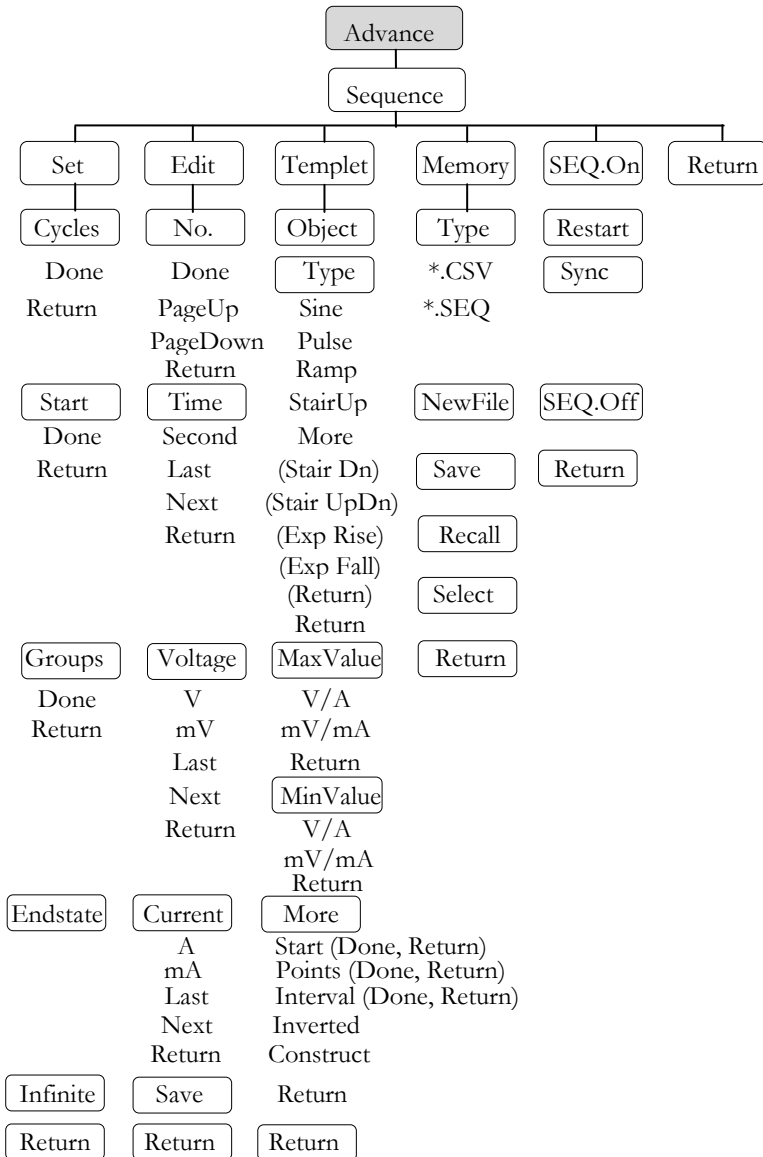 Advance
Sequence
Set Edit Templet Memory SEQ.On Return
Cycles No. Object Type Restart
Done Done Type *.CSV Sync
Return PageUp Sine *.SEQ
PageDown Pulse
Return Ramp
Start Time StairUp NewFile SEQ.Off
Done Second More
Return Last (Stair Dn) Save Return
Next (Stair UpDn)
Return (Exp Rise) Recall
(Exp Fall)
(Return) Select
Return
Groups Voltage MaxValue Return
Done V V/A
Return mV mV/mA
Last Return
Next MinValue
Return V/A
mV/mA
Return
Endstate Current More
A Start (Done, Return)
mA Points (Done, Return)
Last Interval (Done, Return)
Next Inverted
Return Construct
Infinite Save Return
Return Return Return